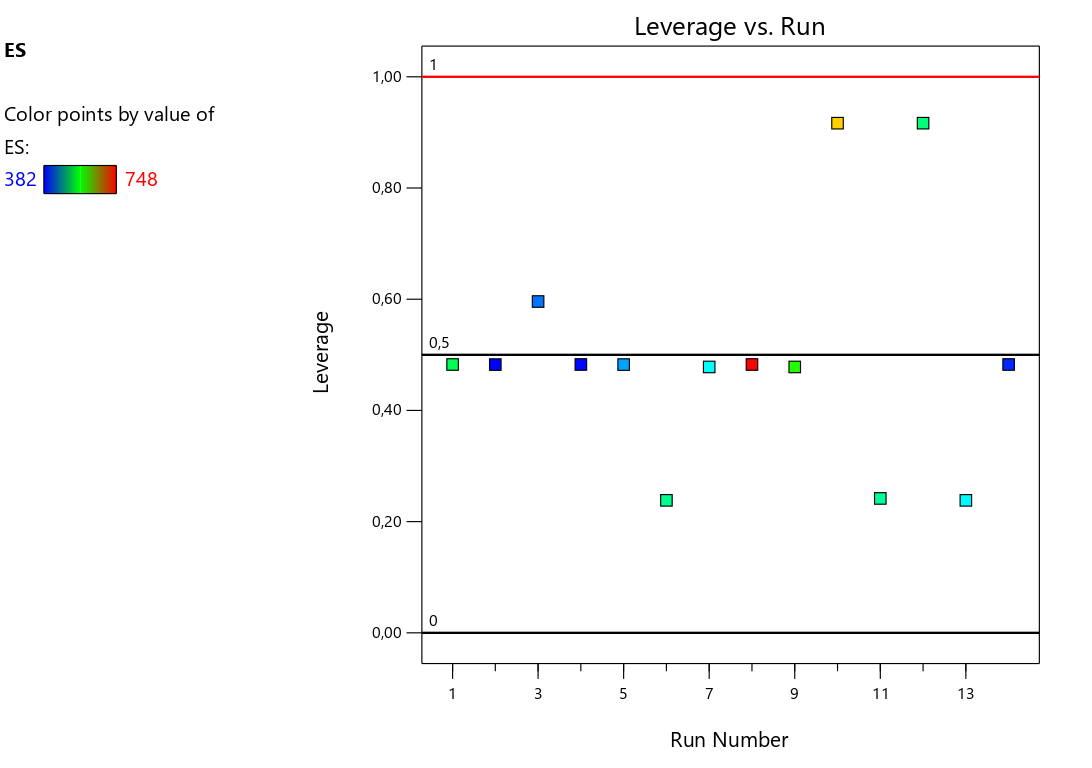 Leverage vs. Run
ES
Color points by value of
ES:
382 748
1
1,00
0,80
0,60
0,5
0,40
0,20
0
0,00
Leverage
1 3 5 7 9 11 13
Run Number